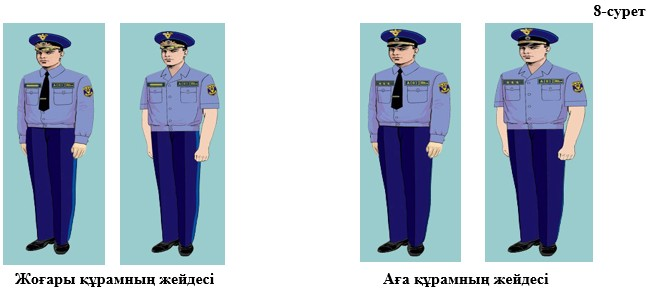 8-сурет
Жоғары құрамның жейдесі
Аға құрамның жейдесі